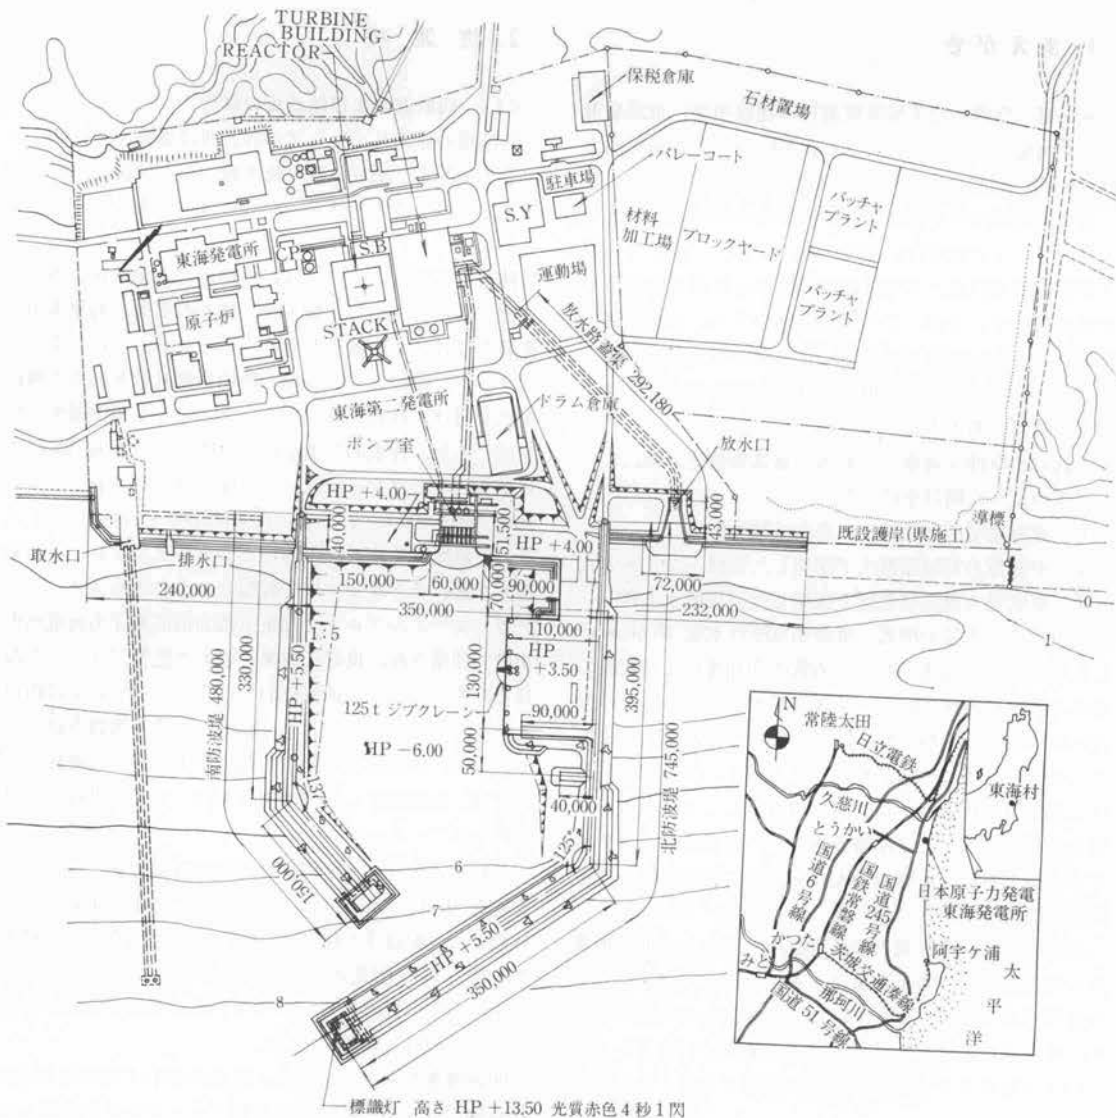 TURBINE
BUILDING
REACTOR
保税倉庫
石材置場
バレーコート
駐車場
S.Y
材料
加工場
ブロックヤード
バッチャ
プラント
バッチャ
プラント
東海発電所
CP
S.B
運動場
原子炉
STACK
放水路蓋渠 292,180
東海第二発電所
ドラム倉庫
ポンプ室
放水口
HP +4.00
40,000
51,500
HP +4.00
43,000
既設護岸(県施工)
導標
取水口
排水口
240,000
150,000
60,000
70,000
90,000
72,000
350,000
232,000
0
110,000
HP
+3.50
1
135
南防波堤 480,000
330,000
HP +5.50
130,000
395,000
北防波堤 745,000
125tジブクレーン
90,000
HP −6.00
50,000
40,000
137°
125°
150,000
6
7
8
HP +5.50
350,000
標識灯 高さ HP +13.50 光質赤色4秒1閃
N
常陸太田
日立電鉄
久慈川
東海村
とうかい
国道6号線
国鉄常磐線
国道245号線
日本原子力発電
東海発電所
かつた
みと
茨城交通湊線
阿字ケ浦
那珂川
国道51号線
太平洋